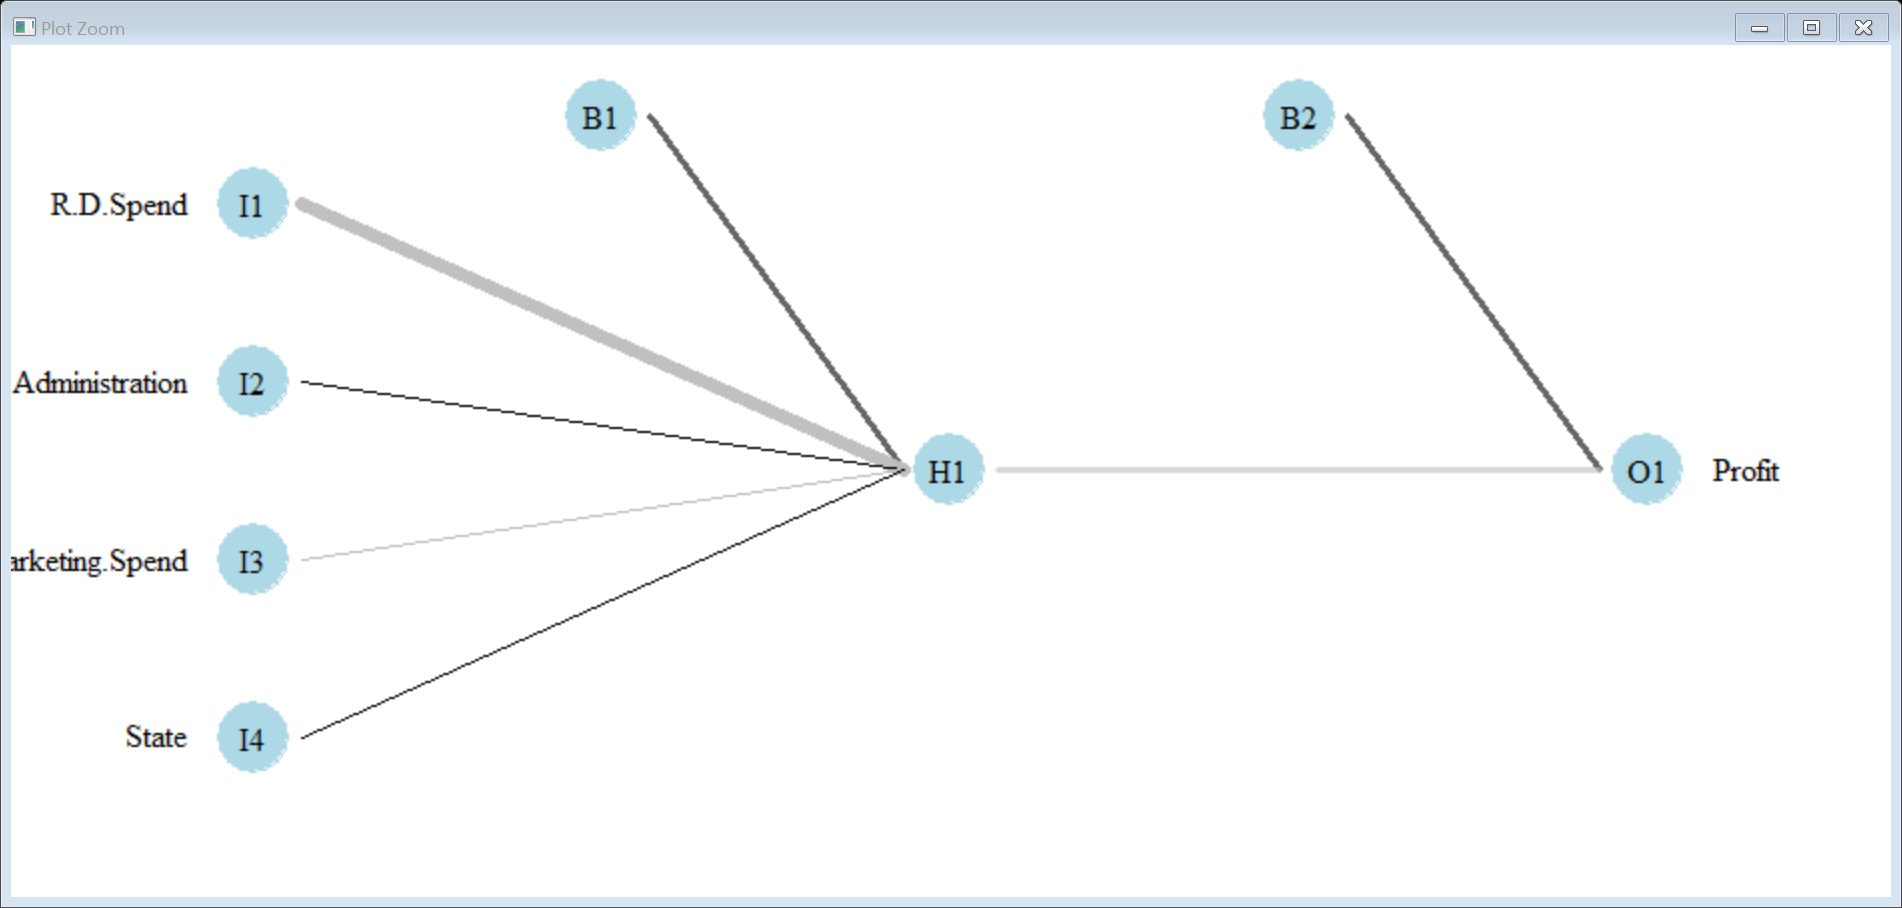 Plot Zoom
B1
B2
R.D.Spend I1
Administration I2
H1
O1 Profit
arketing.Spend I3
State I4